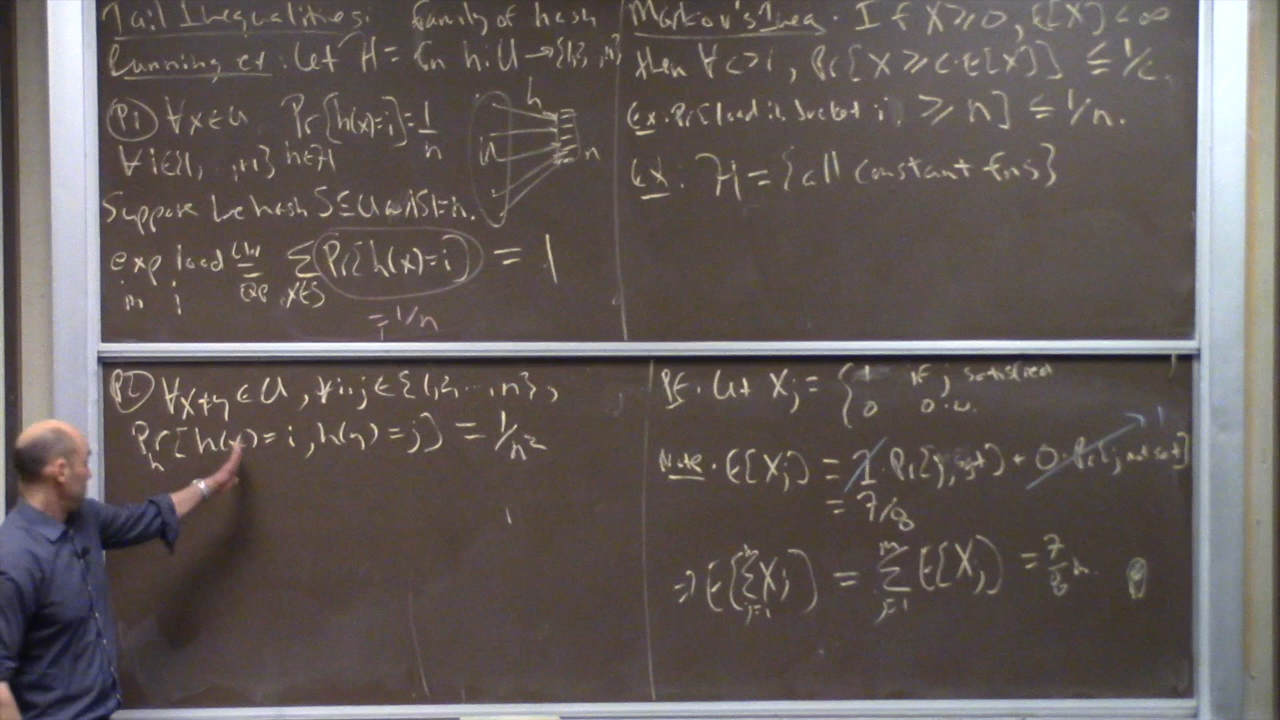 Tail Inequalities: family of hash
Running ex: Let H = fn h: U → {1,2, ,n}
(P1) ∀x∈U Pr[h(x)=i] = 1/n
∀i∈{1, ,n} h∈H
h
U
n
Suppose we hash S⊆U w/ |S|=n.
exp load = Σ Pr[h(x)=i] = 1
in i exp x∈S
= 1/n
Markov's Ineq. If X≥0, E[X]<∞
then ∀c>1, Pr[X ≥ c·E[X]] ≤ 1/c.
Ex. Pr[load in bucket i ≥ n] ≤ 1/n.
Ex: H = {all constant fns}
(P2) ∀x≠y∈U, ∀i,j∈{1,2,...,n},
Pr[h(x)=i, h(y)=j] = 1/n²
h
Pf. Let Xj = { 1 if j satisfied
0 o.w.
Note. E[Xj] = 1·Pr[j sat] + 0·Pr[j not sat]
= 7/8
⇒ E[Σ Xj] = Σ E[Xj] = 7/8 m.